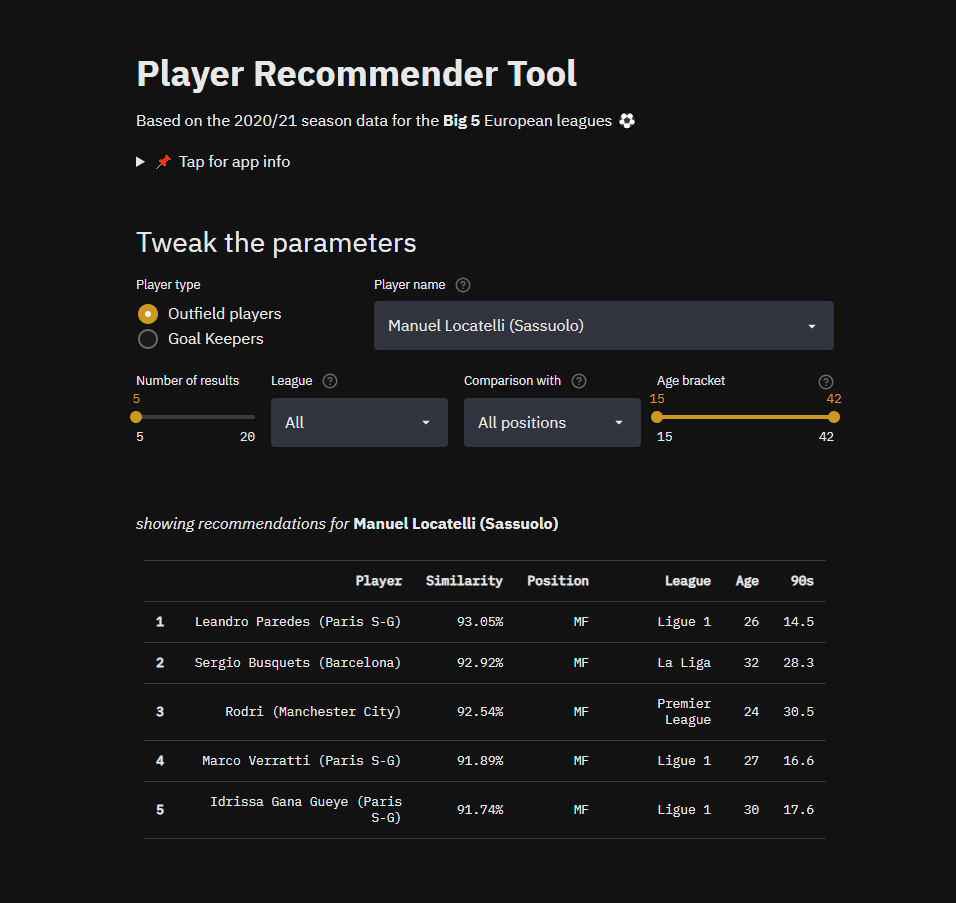 Player Recommender Tool
Based on the 2020/21 season data for the Big 5 European leagues ⚽
▶ 📌 Tap for app info
Tweak the parameters
Player type
Player name ?
Outfield players
Goal Keepers
Manuel Locatelli (Sassuolo)
Number of results
League ?
Comparison with ?
Age bracket ?
5
15 42
All
All positions
5 20
15 42
showing recommendations for Manuel Locatelli (Sassuolo)
Player Similarity Position League Age 90s
1 Leandro Paredes (Paris S-G) 93.05% MF Ligue 1 26 14.5
2 Sergio Busquets (Barcelona) 92.92% MF La Liga 32 28.3
3 Rodri (Manchester City) 92.54% MF Premier League 24 30.5
4 Marco Verratti (Paris S-G) 91.89% MF Ligue 1 27 16.6
5 Idrissa Gana Gueye (Paris S-G) 91.74% MF Ligue 1 30 17.6